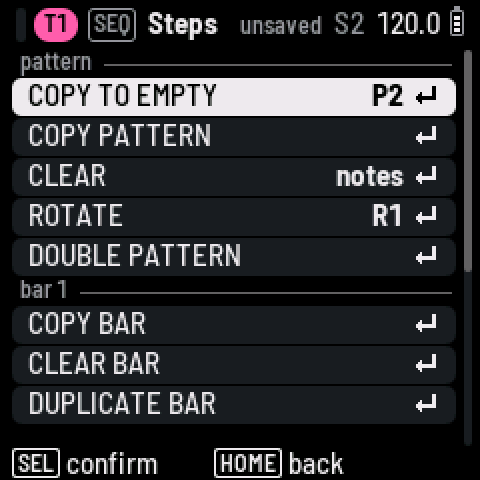 T1 SEQ Steps unsaved S2 120.0
pattern
COPY TO EMPTY P2
COPY PATTERN
CLEAR notes
ROTATE R1
DOUBLE PATTERN
bar 1
COPY BAR
CLEAR BAR
DUPLICATE BAR
SEL confirm HOME back